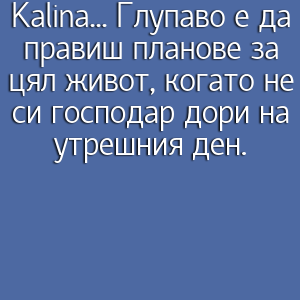 Kalina... Глупаво е да
правиш планове за
цял живот, когато не
си господар дори на
утрешния ден.